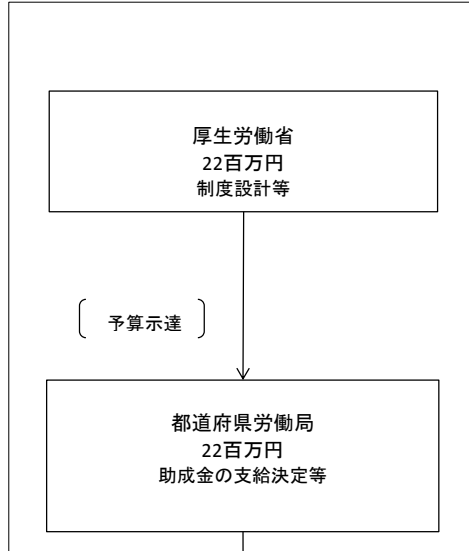 厚生労働省
22百万円
制度設計等
〔 予算示達 〕
都道府県労働局
22百万円
助成金の支給決定等